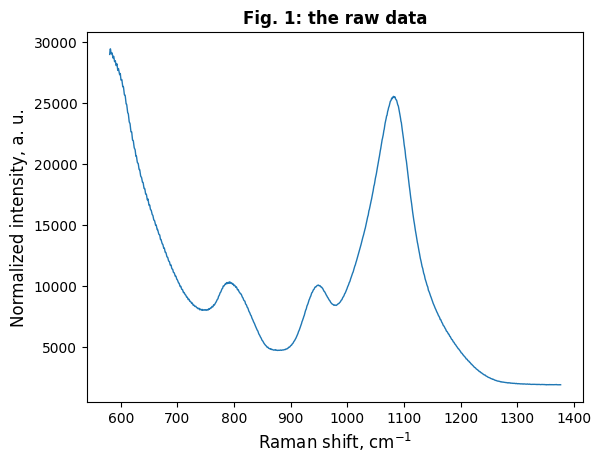 Fig. 1: the raw data
Normalized intensity, a. u.
30000
25000
20000
15000
10000
5000
600 700 800 900 1000 1100 1200 1300 1400
Raman shift, cm⁻¹